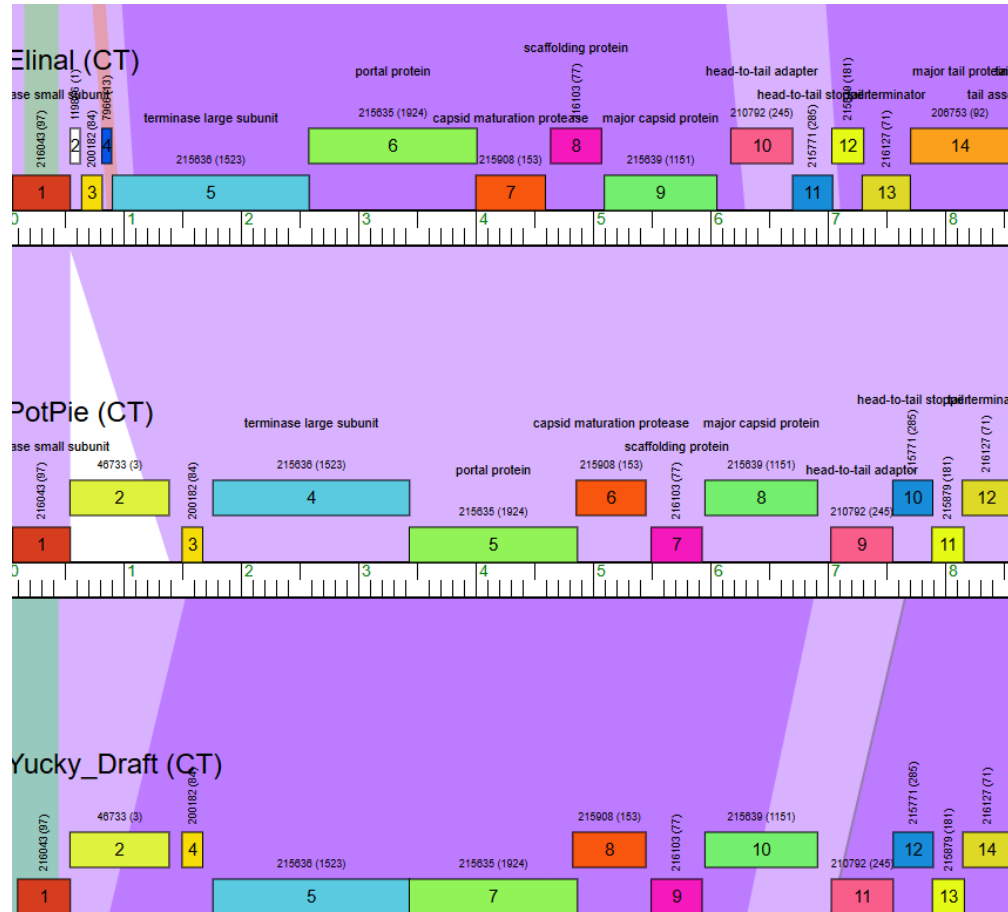 Elinal (CT)
scaffolding protein
portal protein
head-to-tail adapter
major tail protein
ase small subunit
capsid maturation protease
terminase large subunit
major capsid protein
head-to-tail stopper
tail terminator
tail asse
216043 (97)
200182 (84)
215636 (1523)
215635 (1924)
215908 (153)
216103 (77)
215639 (1151)
210792 (245)
215771 (285)
216127 (71)
206753 (92)
1 2 3 4 5 6 7 8 9 10 11 12 13 14
0 1 2 3 4 5 6 7 8
PotPie (CT)
ase small subunit
terminase large subunit
portal protein
capsid maturation protease
scaffolding protein
major capsid protein
head-to-tail adaptor
head-to-tail stopper
tail termina
216043 (97)
46733 (3)
200182 (84)
215636 (1523)
215635 (1924)
215908 (153)
216103 (77)
215639 (1151)
210792 (245)
215771 (285)
215879 (181)
216127 (71)
1 2 3 4 5 6 7 8 9 10 11 12
0 1 2 3 4 5 6 7 8
Yucky_Draft (CT)
216043 (97)
46733 (3)
200182 (84)
215636 (1523)
215635 (1924)
215908 (153)
216103 (77)
215639 (1151)
210792 (245)
215771 (285)
215879 (181)
216127 (71)
1 2 4 5 7 8 9 10 11 12 13 14